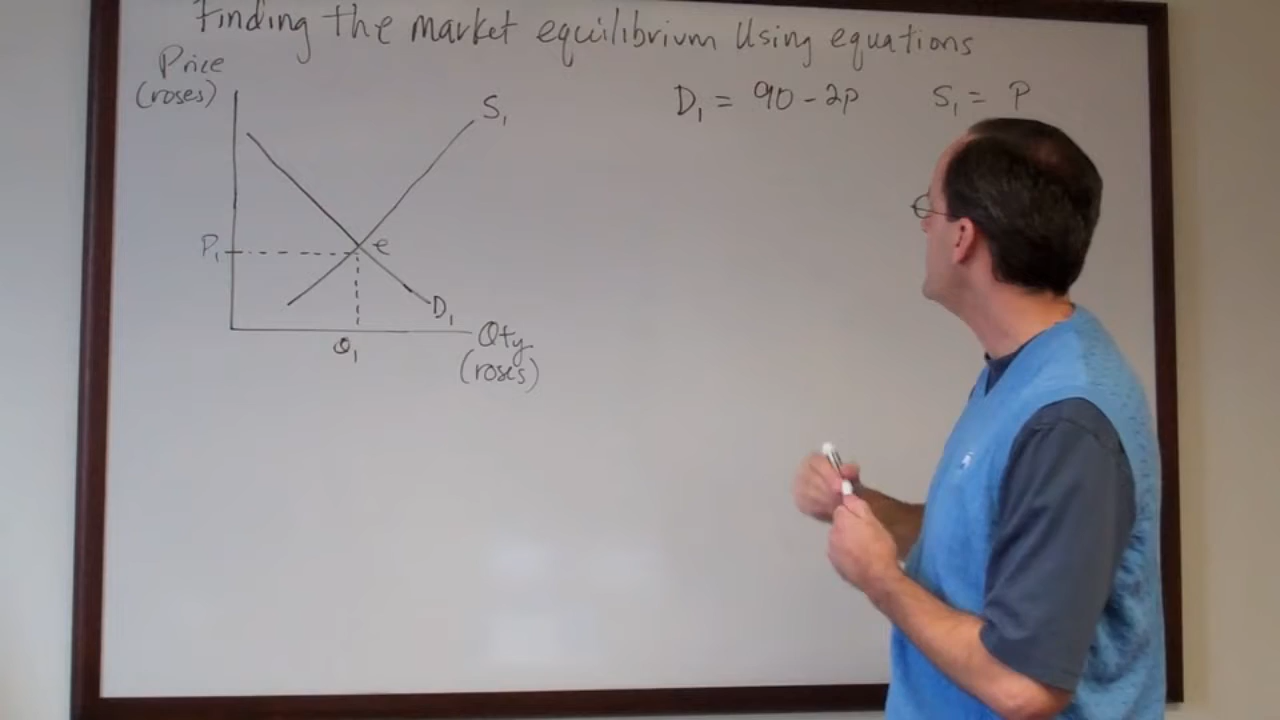 Finding the market equilibrium Using equations
Price
(roses)
D₁ = 90 - 2p
S₁ = P
S₁
P₁
e
D₁
Q₁
Qty
(roses)